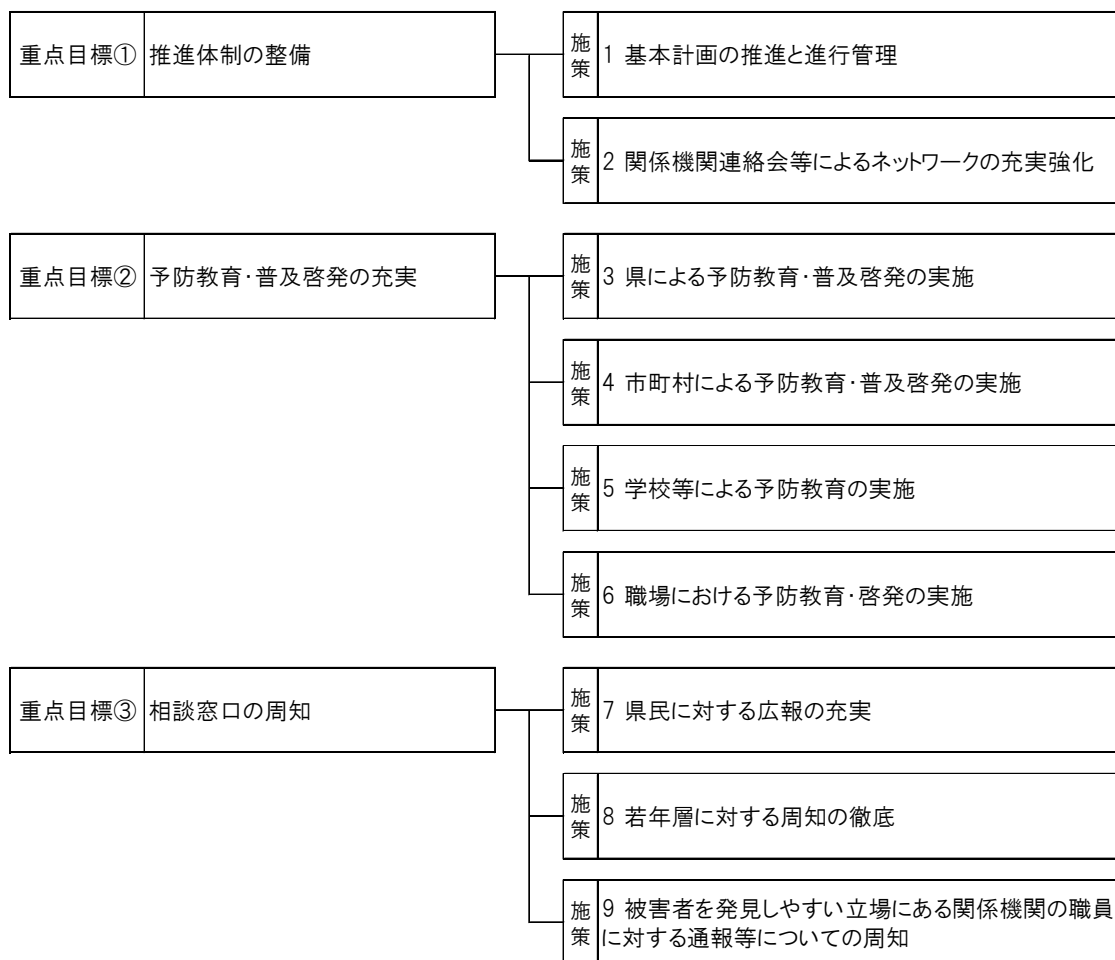 重点目標① 推進体制の整備
施策 1 基本計画の推進と進行管理
施策 2 関係機関連絡会等によるネットワークの充実強化
重点目標② 予防教育・普及啓発の充実
施策 3 県による予防教育・普及啓発の実施
施策 4 市町村による予防教育・普及啓発の実施
施策 5 学校等による予防教育の実施
施策 6 職場における予防教育・啓発の実施
重点目標③ 相談窓口の周知
施策 7 県民に対する広報の充実
施策 8 若年層に対する周知の徹底
施策 9 被害者を発見しやすい立場にある関係機関の職員
に対する通報等についての周知